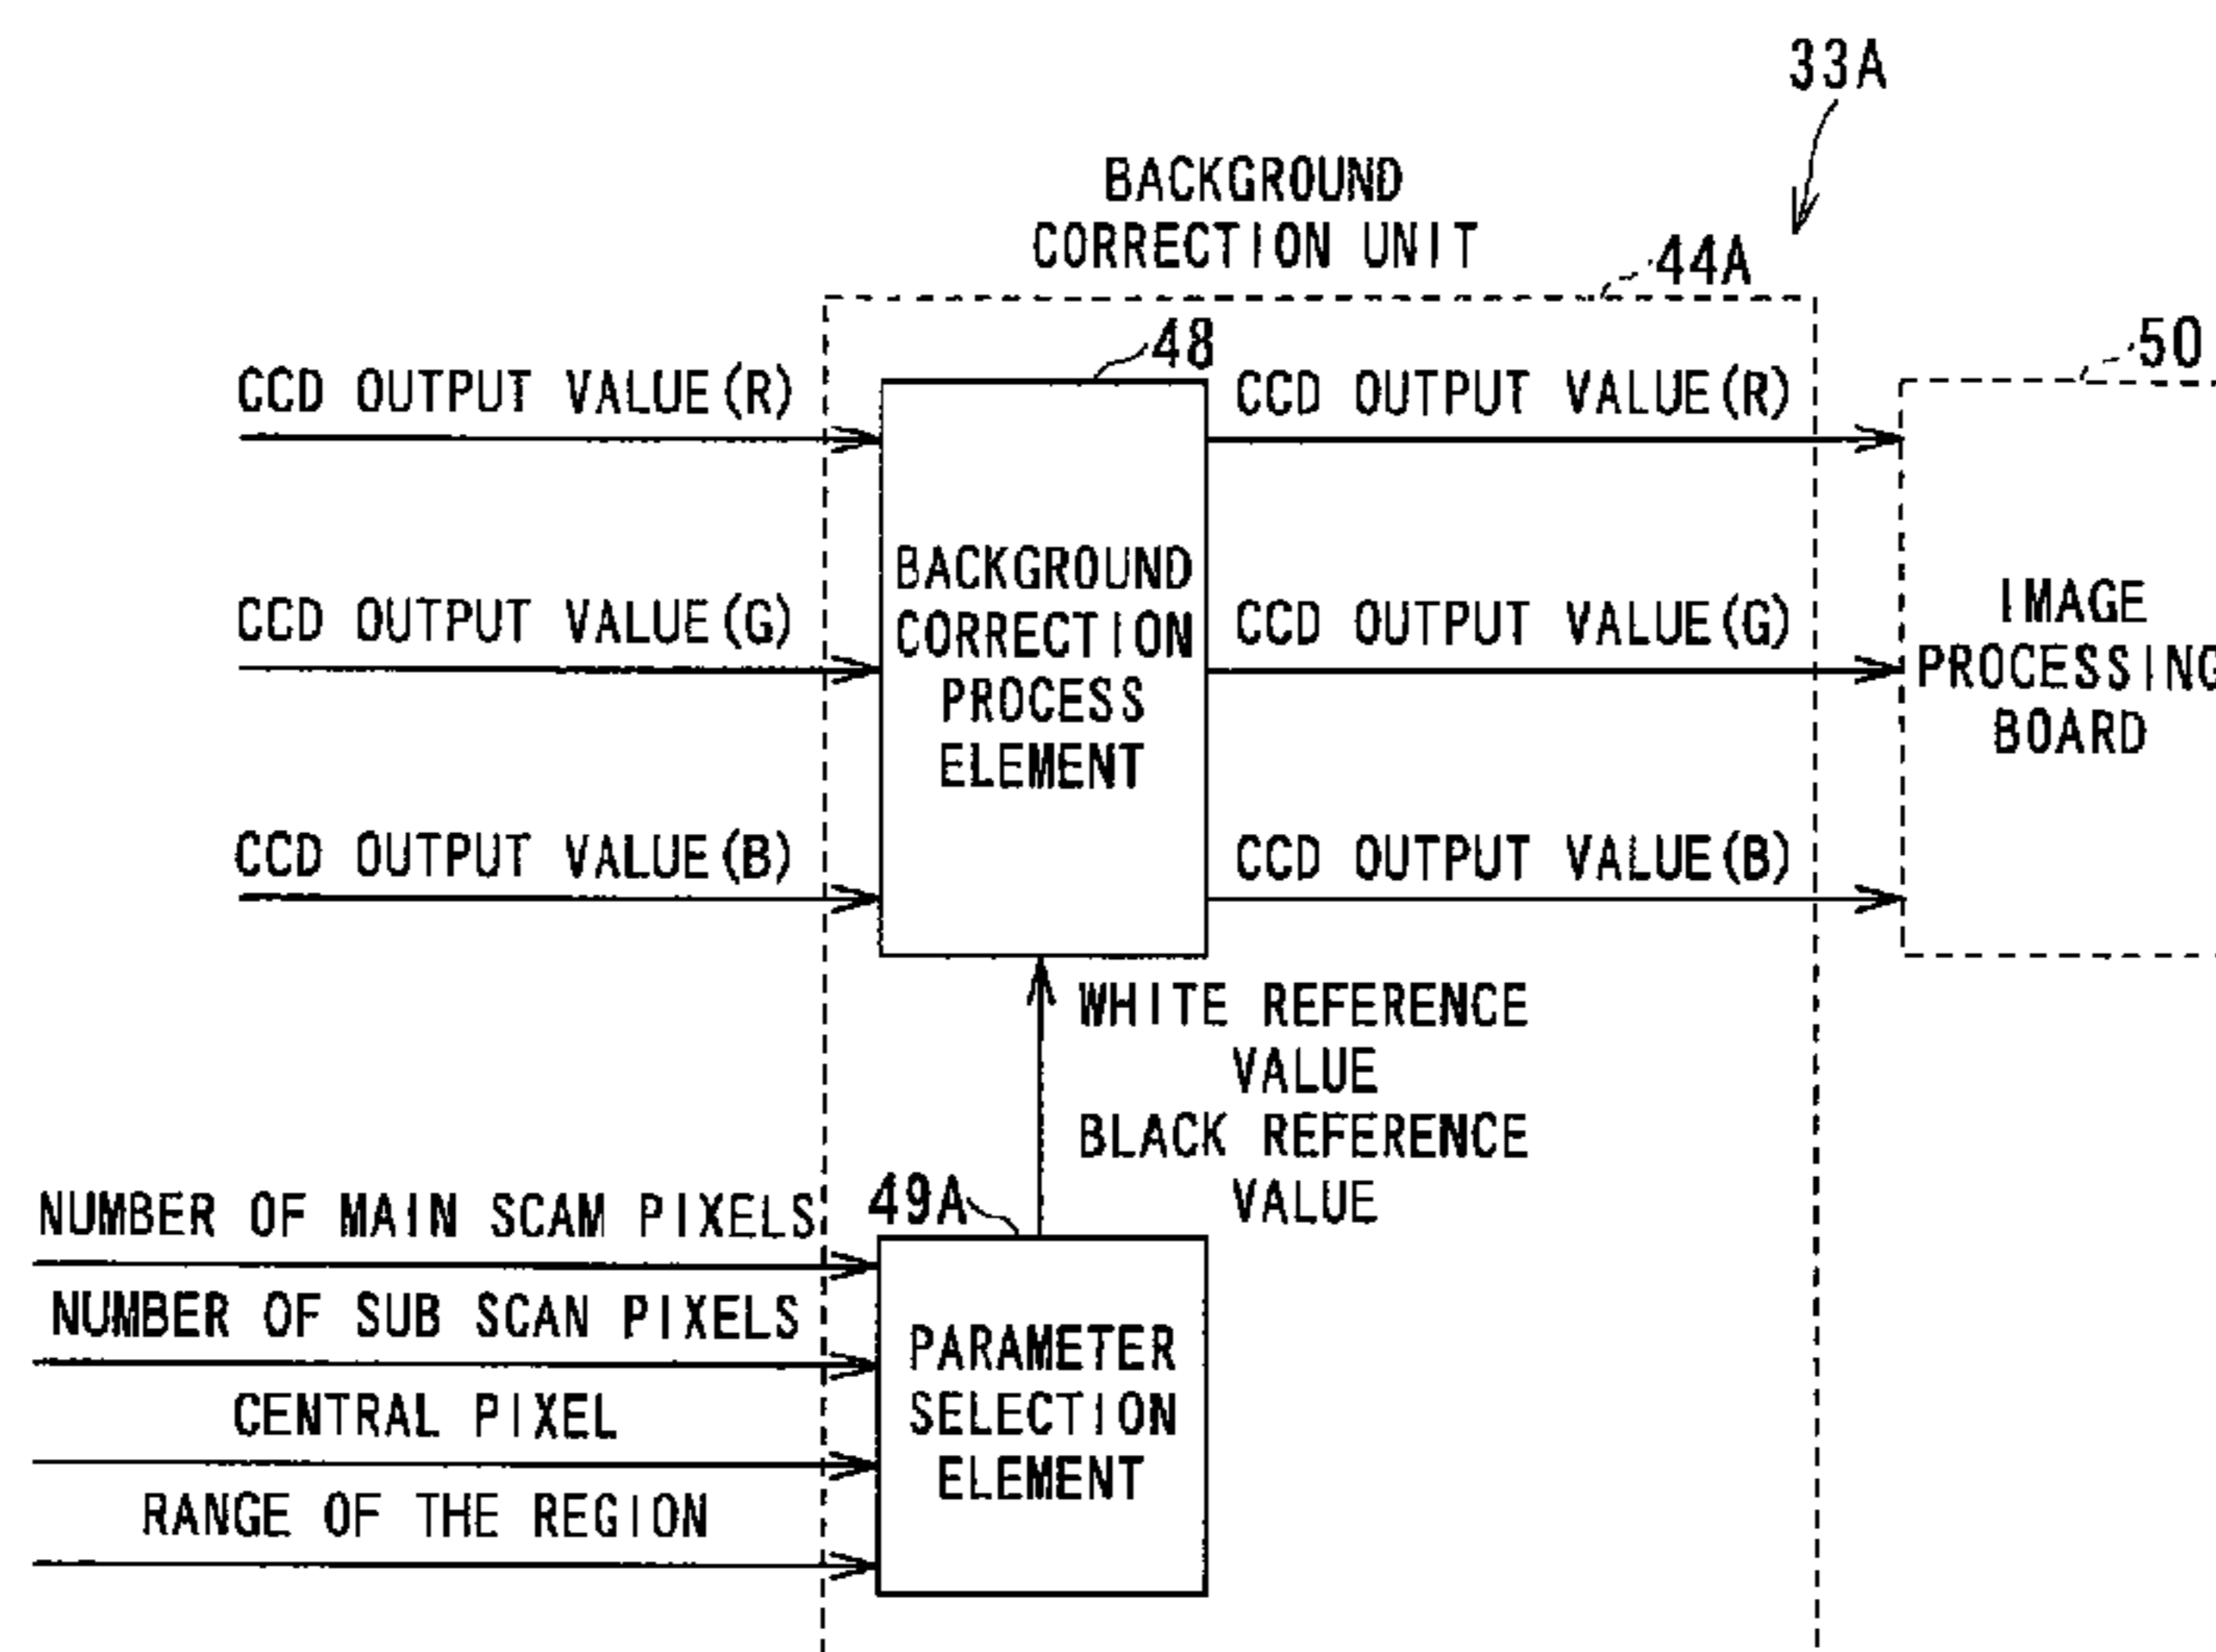 33A
BACKGROUND
CORRECTION UNIT
44A
48
50
CCD OUTPUT VALUE(R)
CCD OUTPUT VALUE(R)
CCD OUTPUT VALUE(G)
CCD OUTPUT VALUE(G)
CCD OUTPUT VALUE(B)
CCD OUTPUT VALUE(B)
BACKGROUND
CORRECTION
PROCESS
ELEMENT
IMAGE
PROCESSING
BOARD
WHITE REFERENCE
VALUE
BLACK REFERENCE
VALUE
49A
NUMBER OF MAIN SCAM PIXELS
NUMBER OF SUB SCAN PIXELS
CENTRAL PIXEL
RANGE OF THE REGION
PARAMETER
SELECTION
ELEMENT